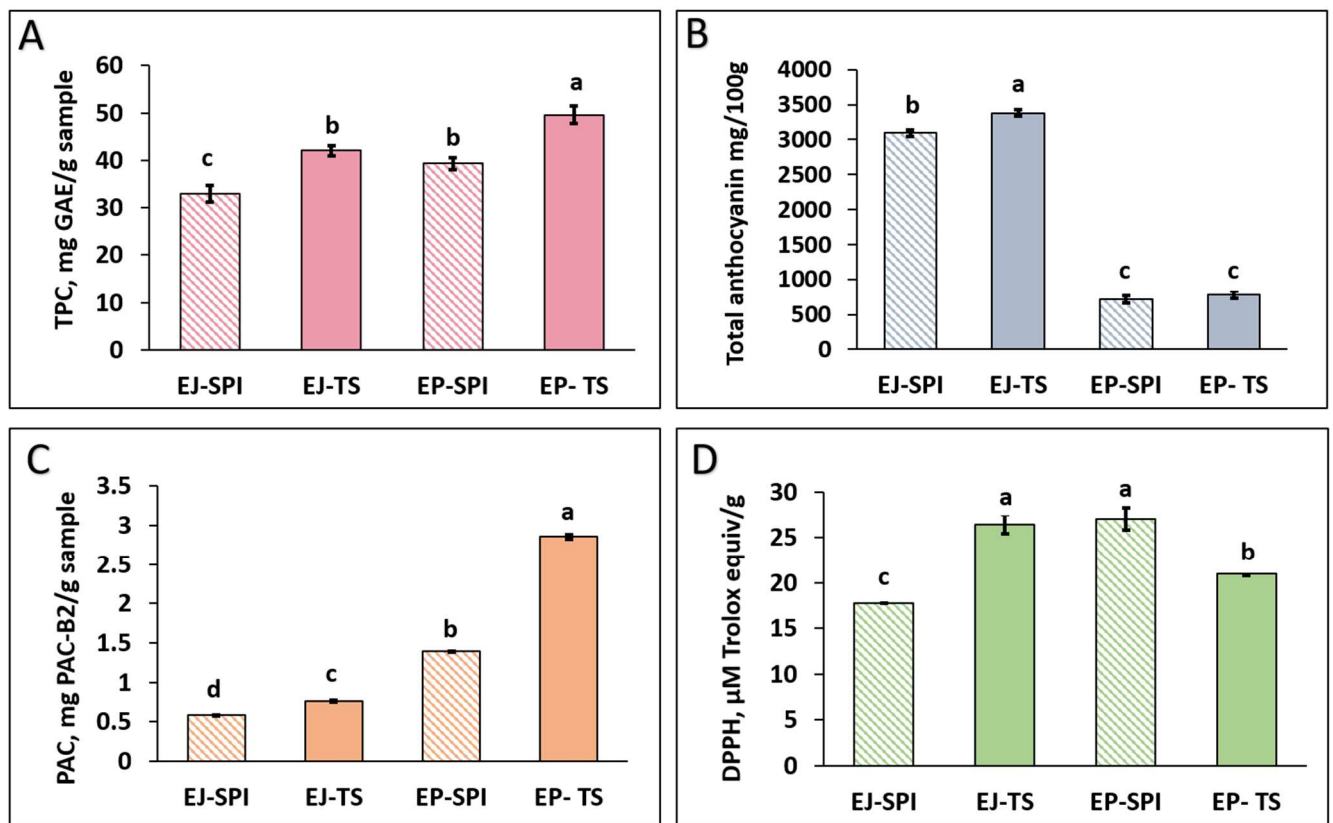 A
TPC, mg GAE/g sample
60
50
40
30
20
10
0
c
b
b
a
EJ-SPI EJ-TS EP-SPI EP- TS
B
Total anthocyanin mg/100g
4000
3500
3000
2500
2000
1500
1000
500
0
b
a
c
c
EJ-SPI EJ-TS EP-SPI EP- TS
C
PAC, mg PAC-B2/g sample
3.5
3
2.5
2
1.5
1
0.5
0
d
c
b
a
EJ-SPI EJ-TS EP-SPI EP- TS
D
DPPH, µM Trolox equiv/g
30
25
20
15
10
5
0
c
a
a
b
EJ-SPI EJ-TS EP-SPI EP- TS